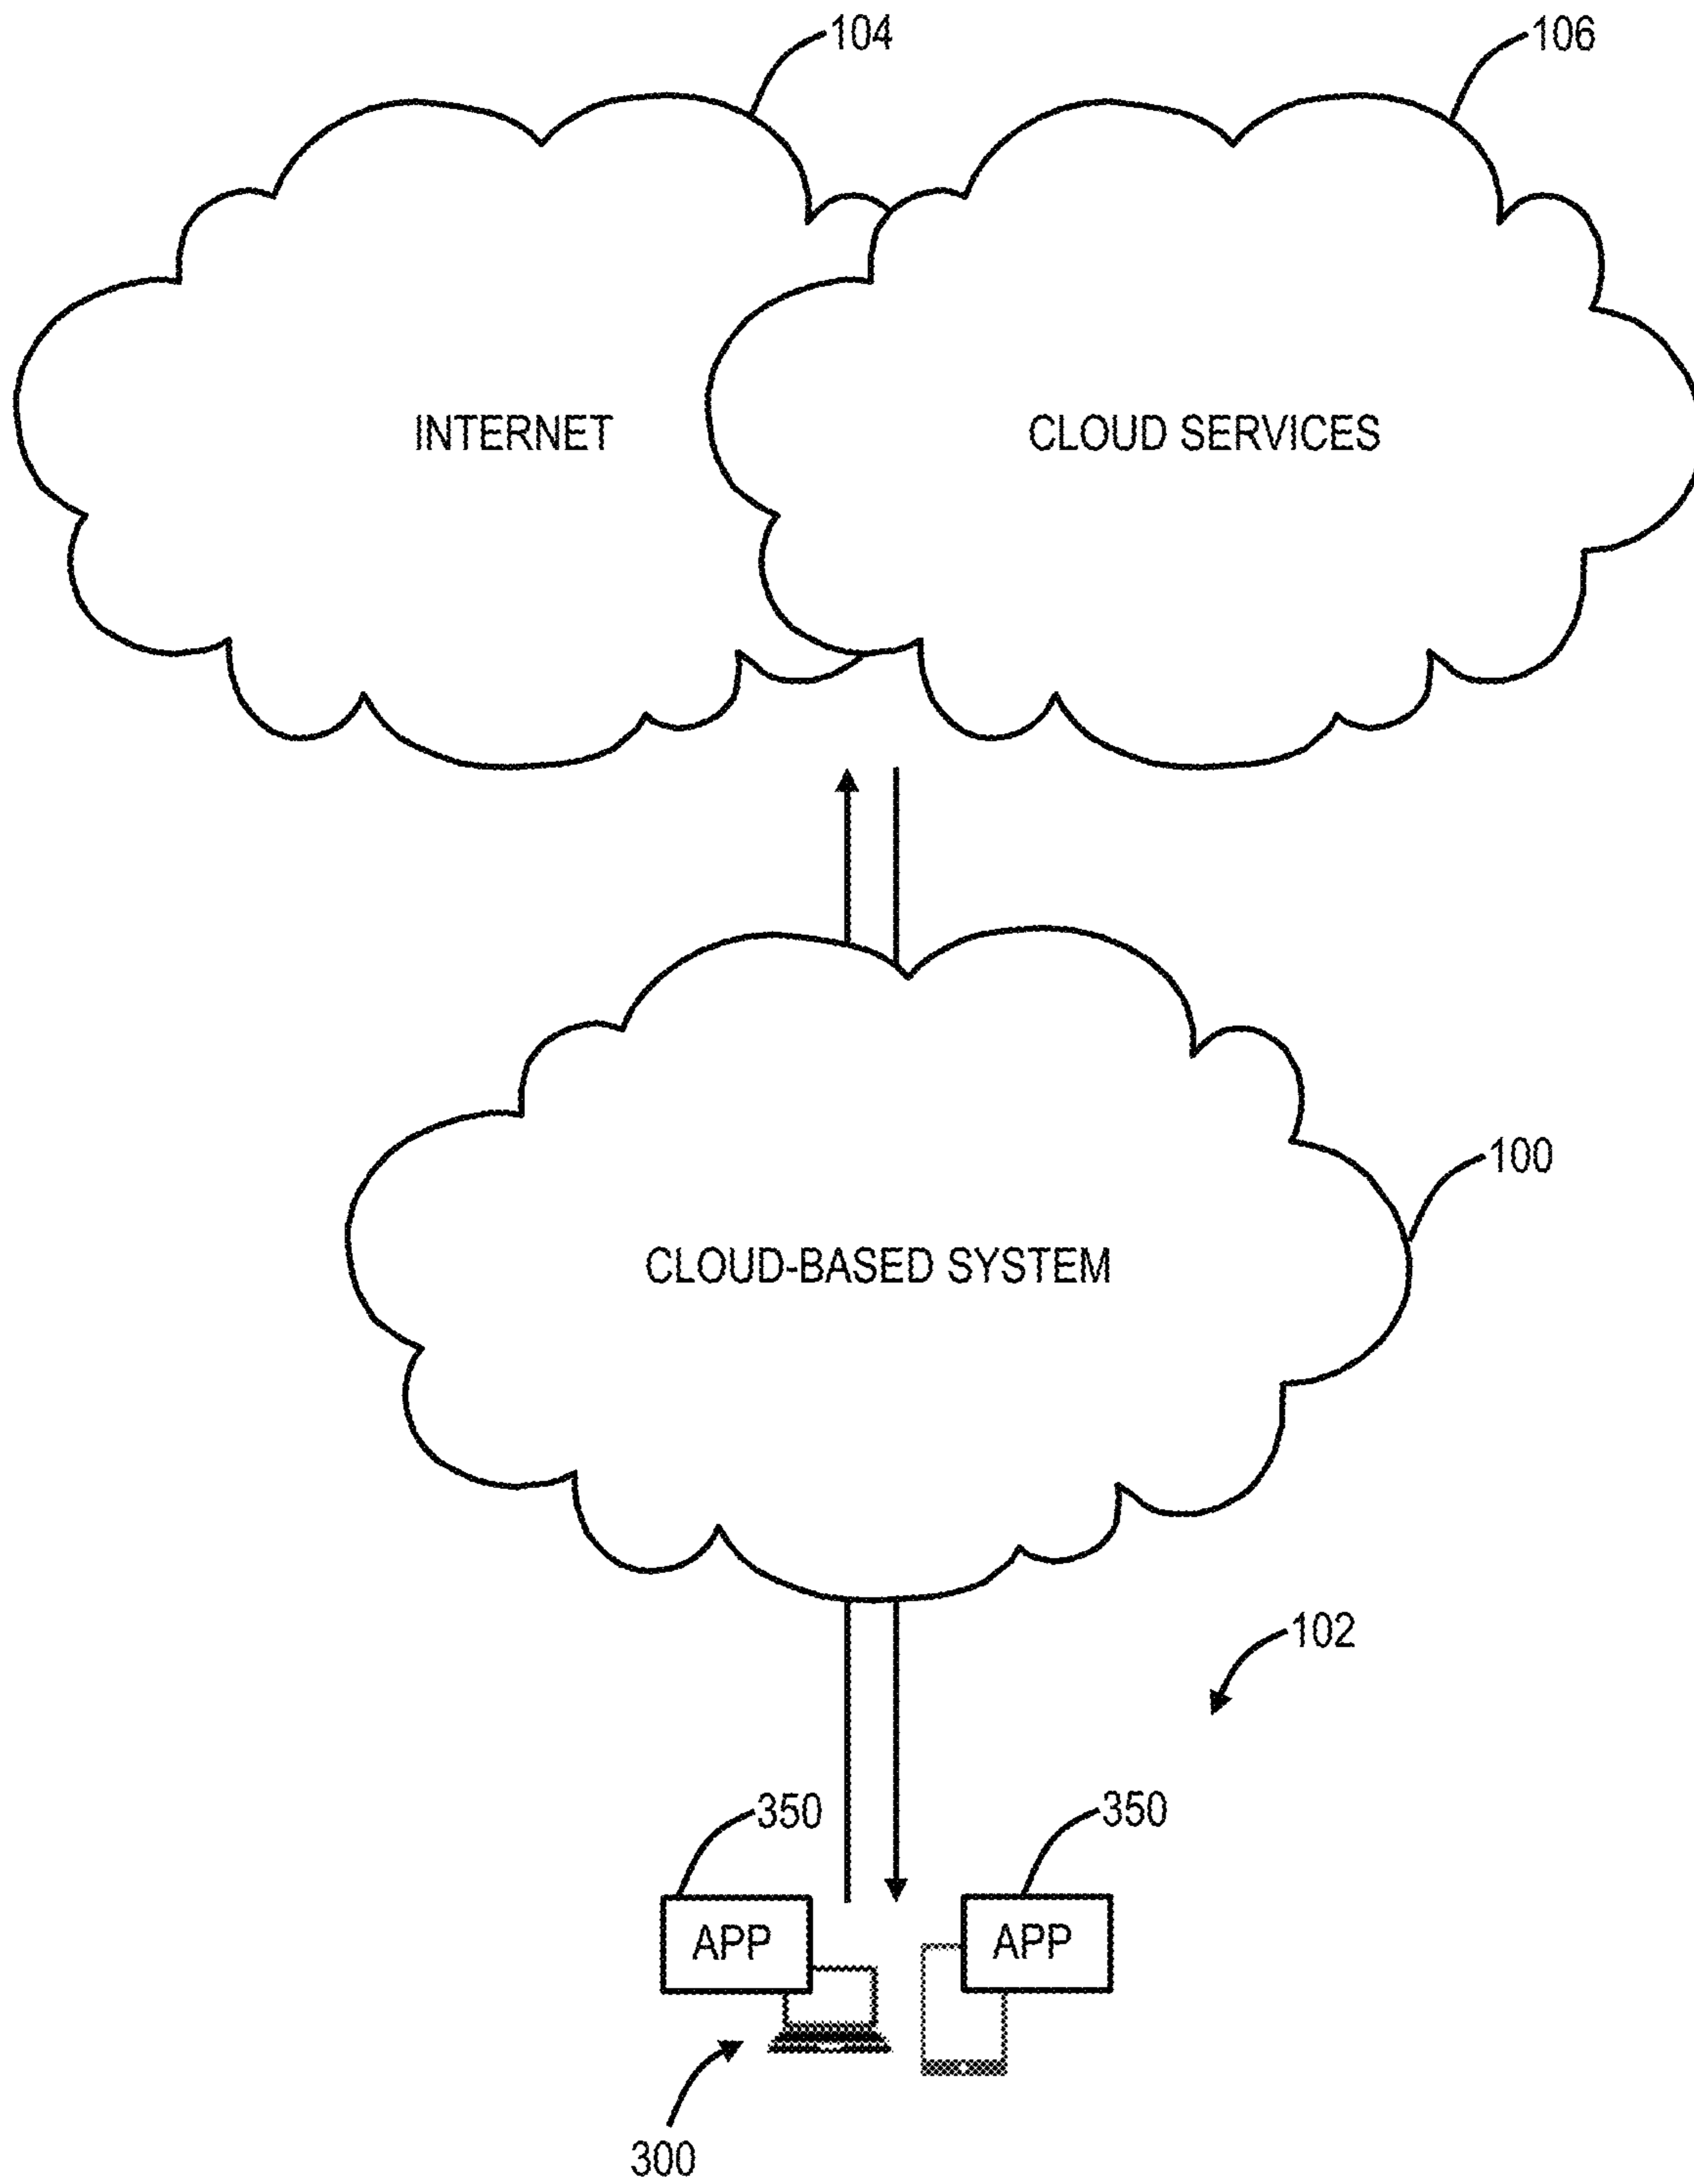 104
106
INTERNET
CLOUD SERVICES
100
CLOUD-BASED SYSTEM
102
350
350
APP
APP
300